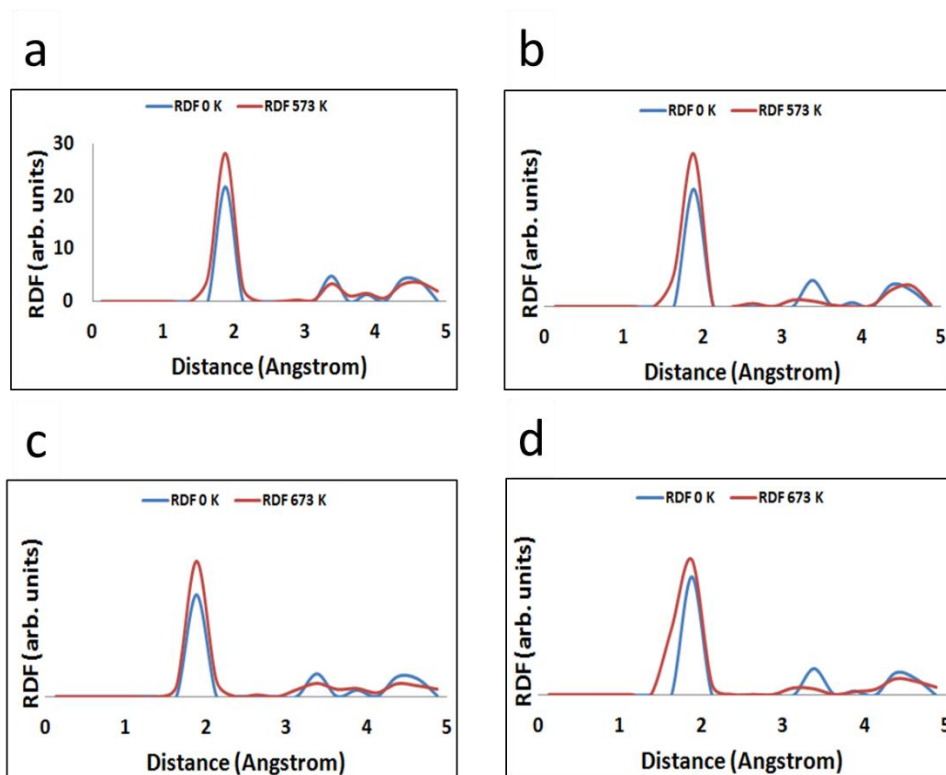 a
RDF 0 K RDF 573 K
RDF (arb. units)
30
20
10
0
0 1 2 3 4 5
Distance (Angstrom)
b
RDF 0 K RDF 573 K
RDF (arb. units)
0 1 2 3 4 5
Distance (Angstrom)
c
RDF 0 K RDF 673 K
RDF (arb. units)
0 1 2 3 4 5
Distance (Angstrom)
d
RDF 0 K RDF 673 K
RDF (arb. units)
0 1 2 3 4 5
Distance (Angstrom)